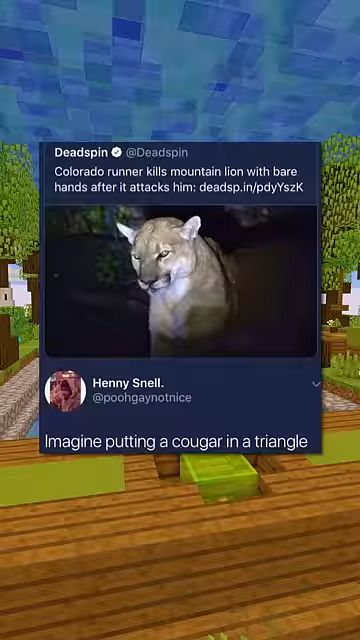 Deadspin @Deadspin
Colorado runner kills mountain lion with bare
hands after it attacks him: deadsp.in/pdyYszK
Henny Snell.
@poohgaynotnice
Imagine putting a cougar in a triangle